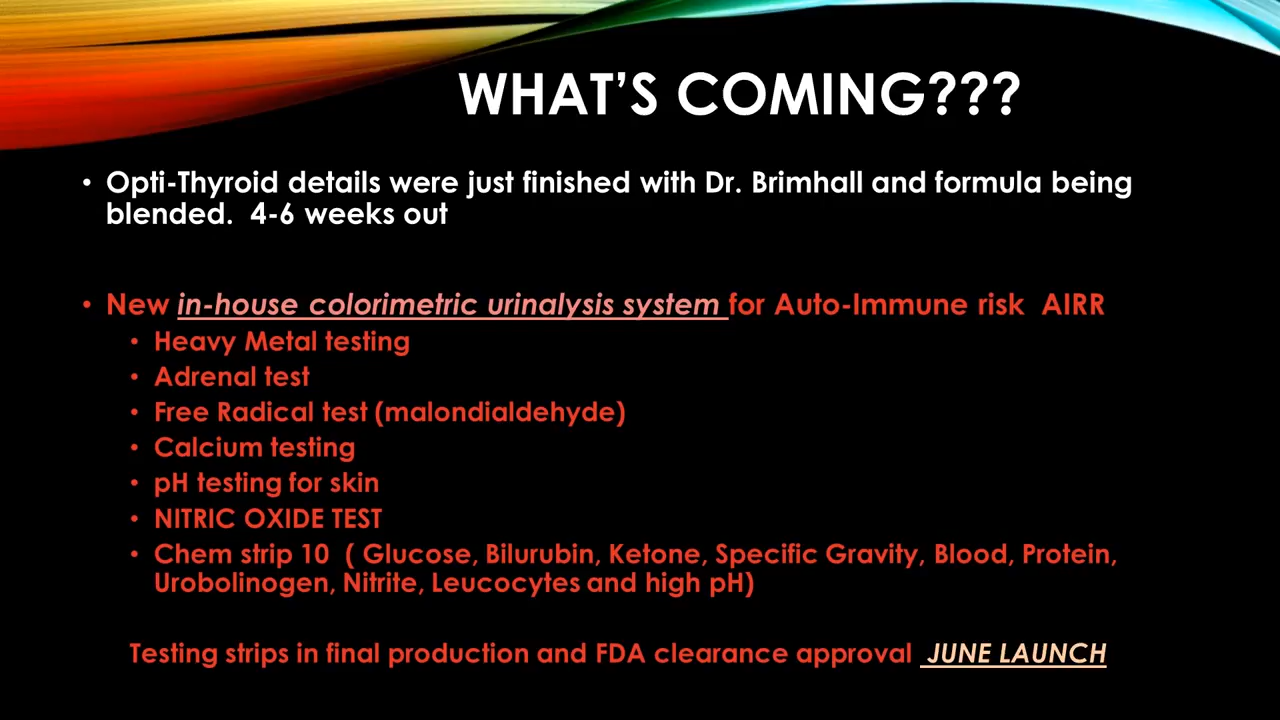 WHAT'S COMING???
• Opti-Thyroid details were just finished with Dr. Brimhall and formula being
blended.  4-6 weeks out
• New in-house colorimetric urinalysis system for Auto-Immune risk  AIRR
• Heavy Metal testing
• Adrenal test
• Free Radical test (malondialdehyde)
• Calcium testing
• pH testing for skin
• NITRIC OXIDE TEST
• Chem strip 10  ( Glucose, Bilurubin, Ketone, Specific Gravity, Blood, Protein,
Urobolinogen, Nitrite, Leucocytes and high pH)
Testing strips in final production and FDA clearance approval  JUNE LAUNCH